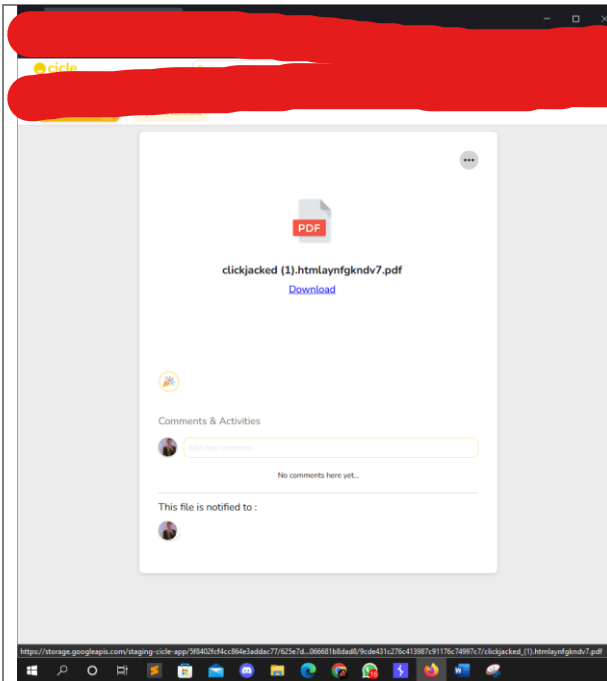 cicle
PDF
clickjacked (1).htmlaynfgkndv7.pdf
Download
Comments & Activities
Add new comment...
No comments here yet...
This file is notified to :
https://storage.googleapis.com/staging-cicle-app/5f8402fcf4cc864e3addac77/625e7d...066681b8dad8/9cde431c276c413987c91176c74997c7/clickjacked_(1).htmlaynfgkndv7.pdf
16